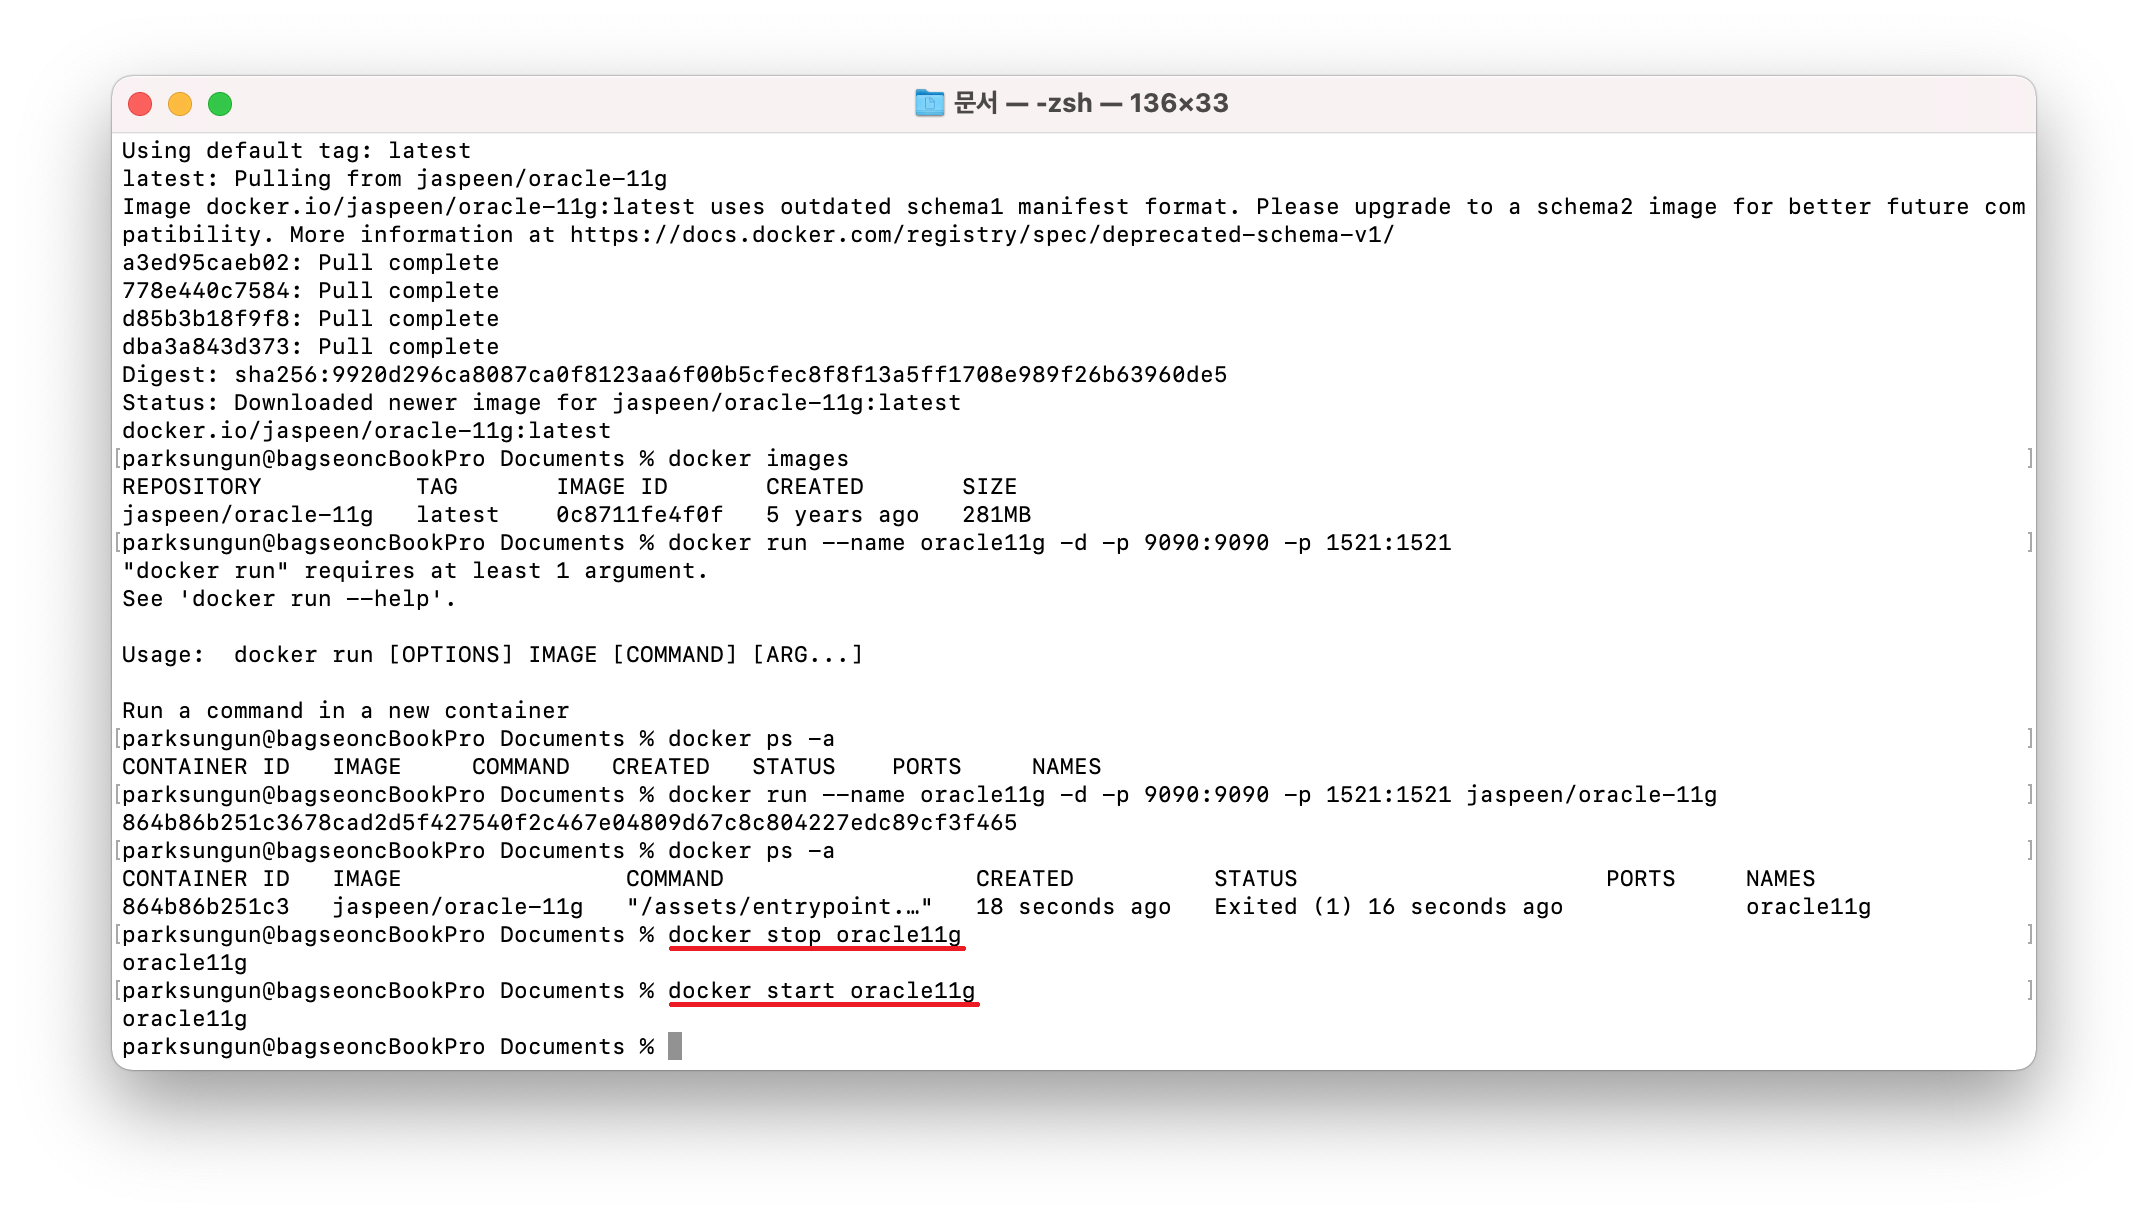 문서 — -zsh — 136×33
Using default tag: latest
latest: Pulling from jaspeen/oracle-11g
Image docker.io/jaspeen/oracle-11g:latest uses outdated schema1 manifest format. Please upgrade to a schema2 image for better future com
patibility. More information at https://docs.docker.com/registry/spec/deprecated-schema-v1/
a3ed95caeb02: Pull complete
778e440c7584: Pull complete
d85b3b18f9f8: Pull complete
dba3a843d373: Pull complete
Digest: sha256:9920d296ca8087ca0f8123aa6f00b5cfec8f8f13a5ff1708e989f26b63960de5
Status: Downloaded newer image for jaspeen/oracle-11g:latest
docker.io/jaspeen/oracle-11g:latest
[parksungun@bagseoncBookPro Documents % docker images ]
REPOSITORY TAG IMAGE ID CREATED SIZE
jaspeen/oracle-11g latest 0c8711fe4f0f 5 years ago 281MB
[parksungun@bagseoncBookPro Documents % docker run --name oracle11g -d -p 9090:9090 -p 1521:1521 ]
"docker run" requires at least 1 argument.
See 'docker run --help'.
Usage: docker run [OPTIONS] IMAGE [COMMAND] [ARG...]
Run a command in a new container
[parksungun@bagseoncBookPro Documents % docker ps -a ]
CONTAINER ID IMAGE COMMAND CREATED STATUS PORTS NAMES
[parksungun@bagseoncBookPro Documents % docker run --name oracle11g -d -p 9090:9090 -p 1521:1521 jaspeen/oracle-11g ]
864b86b251c3678cad2d5f427540f2c467e04809d67c8c804227edc89cf3f465
[parksungun@bagseoncBookPro Documents % docker ps -a ]
CONTAINER ID IMAGE COMMAND CREATED STATUS PORTS NAMES
864b86b251c3 jaspeen/oracle-11g "/assets/entrypoint.…" 18 seconds ago Exited (1) 16 seconds ago oracle11g
[parksungun@bagseoncBookPro Documents % docker stop oracle11g ]
oracle11g
[parksungun@bagseoncBookPro Documents % docker start oracle11g ]
oracle11g
parksungun@bagseoncBookPro Documents %